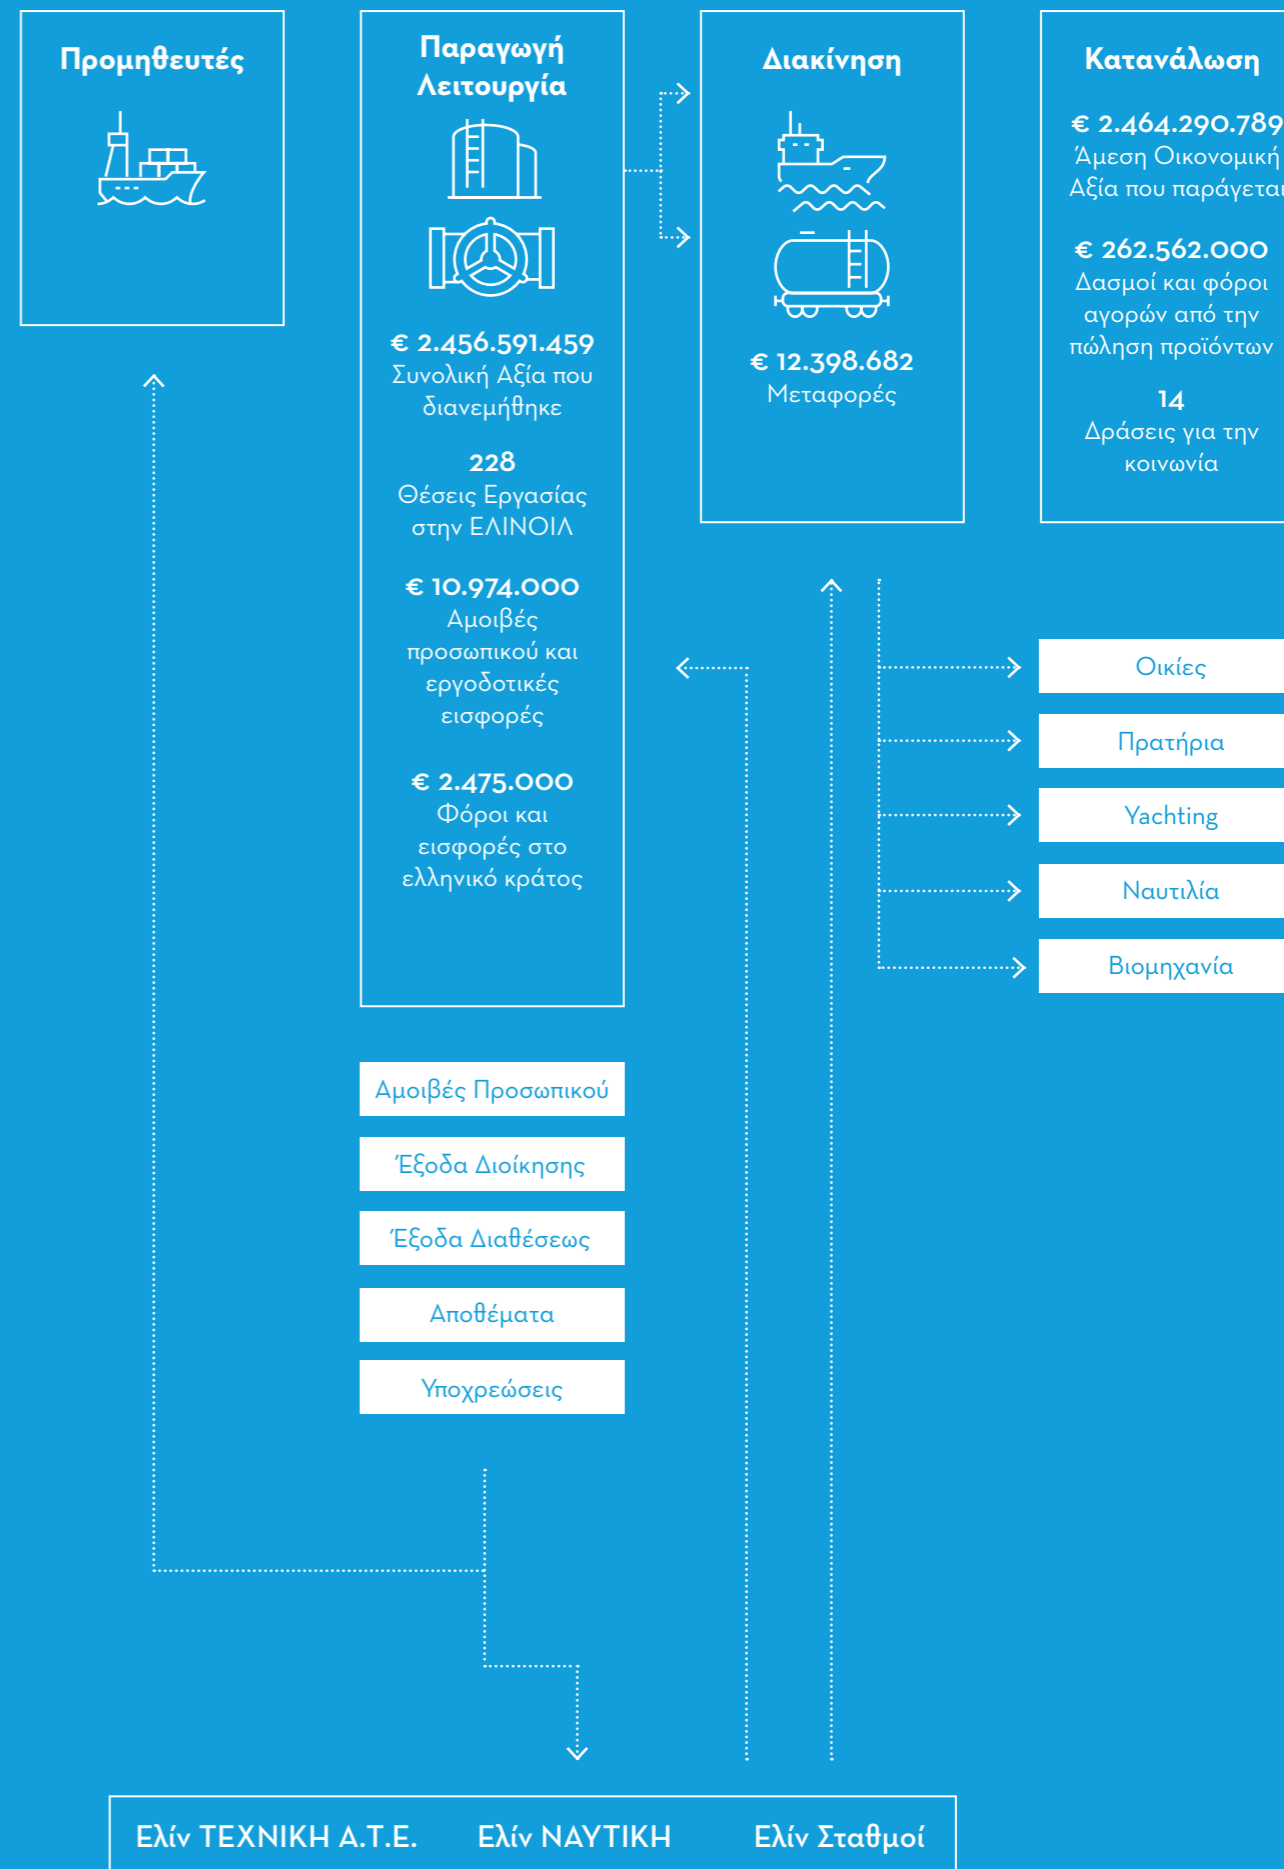 Προμηθευτές
Παραγωγή
Λειτουργία
€ 2.456.591.459
Συνολική Αξία που
διανεμήθηκε
228
Θέσεις Εργασίας
στην ΕΛΙΝΟΙΛ
€ 10.974.000
Αμοιβές
προσωπικού και
εργοδοτικές
εισφορές
€ 2.475.000
Φόροι και
εισφορές στο
ελληνικό κράτος
Διακίνηση
€ 12.398.682
Μεταφορές
Κατανάλωση
€ 2.464.290.789
Άμεση Οικονομική
Αξία που παράγεται
€ 262.562.000
Δασμοί και φόροι
αγορών από την
πώληση προϊόντων
14
Δράσεις για την
κοινωνία
Οικίες
Πρατήρια
Yachting
Ναυτιλία
Βιομηχανία
Αμοιβές Προσωπικού
Έξοδα Διοίκησης
Έξοδα Διαθέσεως
Αποθέματα
Υποχρεώσεις
Ελίν ΤΕΧΝΙΚΗ Α.Τ.Ε.
Ελίν ΝΑΥΤΙΚΗ
Ελίν Σταθμοί